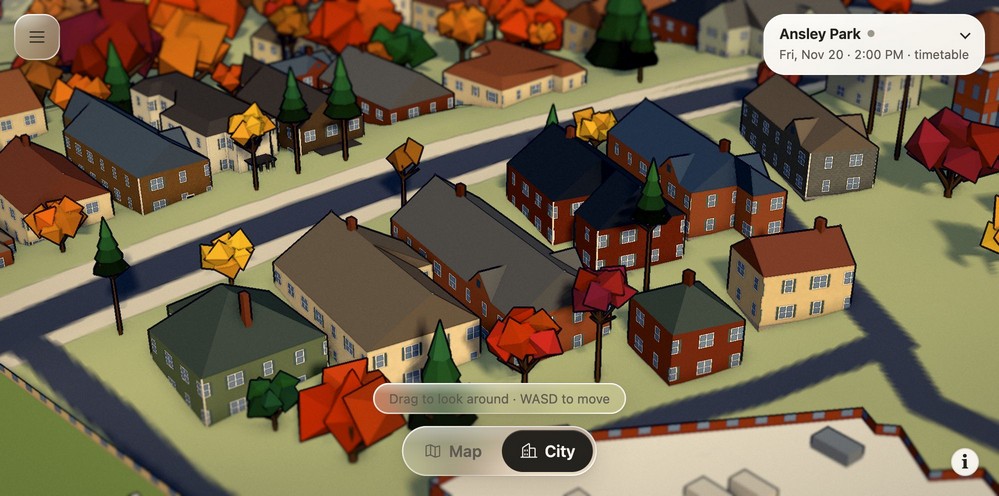 Ansley Park
Fri, Nov 20 · 2:00 PM · timetable
Drag to look around · WASD to move
Map
City
i